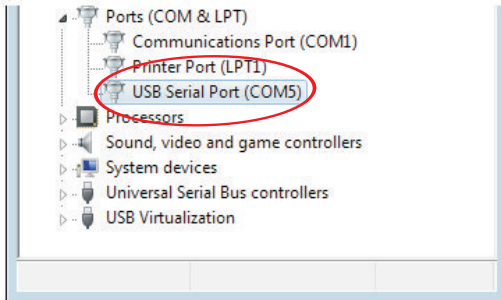 Ports (COM & LPT)
Communications Port (COM1)
Printer Port (LPT1)
USB Serial Port (COM5)
Processors
Sound, video and game controllers
System devices
Universal Serial Bus controllers
USB Virtualization